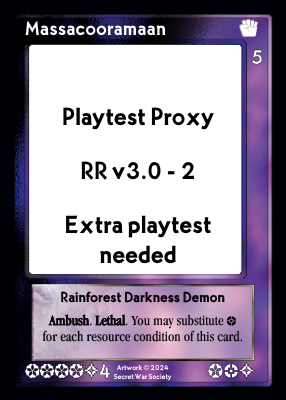 Massacooramaan
5
Playtest Proxy
RR v3.0 - 2
Extra playtest
needed
Rainforest Darkness Demon
Ambush. Lethal. You may substitute
for each resource condition of this card.
4
Artwork © 2024
Secret War Society